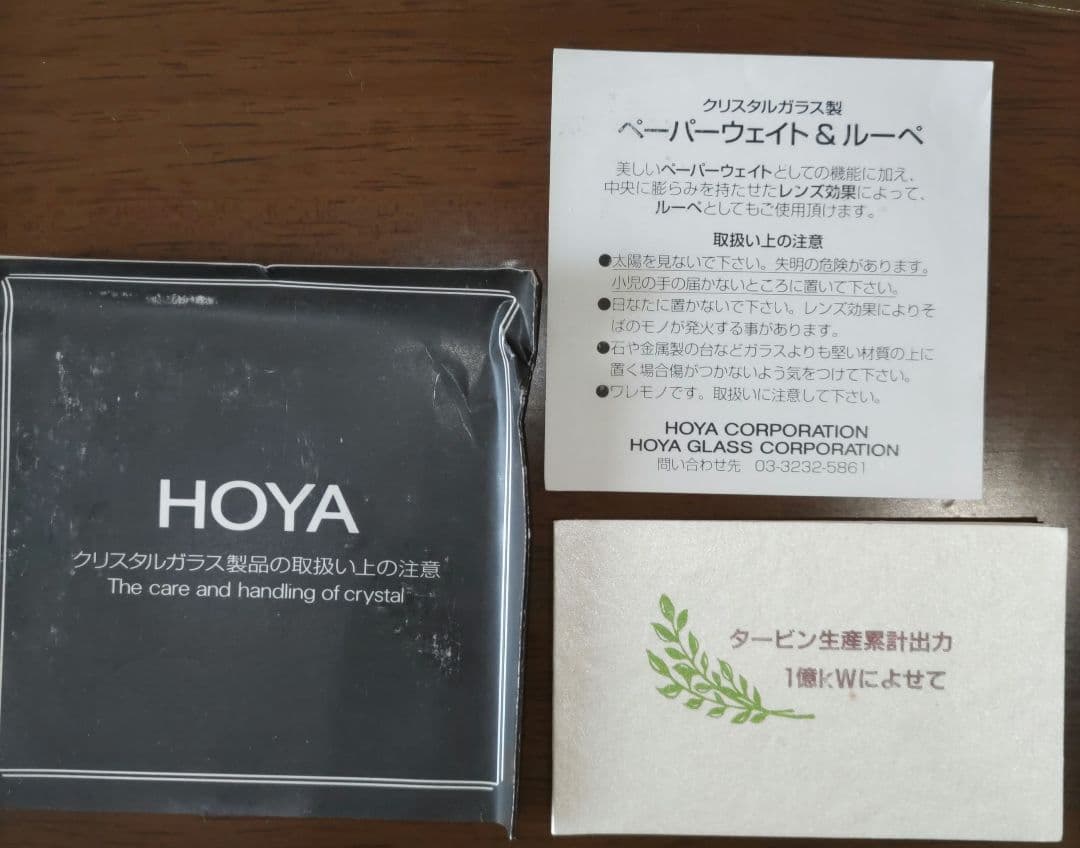 HOYA
クリスタルガラス製品の取扱い上の注意
The care and handling of crystal
クリスタルガラス製
ペーパーウェイト＆ルーペ
美しいペーパーウェイトとしての機能に加え、
中央に膨らみを持たせたレンズ効果によって、
ルーペとしてもご使用頂けます。
取扱い上の注意
●太陽を見ないで下さい。失明の危険があります。
小児の手の届かないところに置いて下さい。
●日なたに置かないで下さい。レンズ効果によりそ
ばのモノが発火する事があります。
●石や金属製の台などガラスよりも堅い材質の上に
置く場合傷がつかないよう気をつけて下さい。
●ワレモノです。取扱いに注意して下さい。
HOYA CORPORATION
HOYA GLASS CORPORATION
問い合わせ先 03-3232-5861
タービン生産累計出力
1億kWによせて